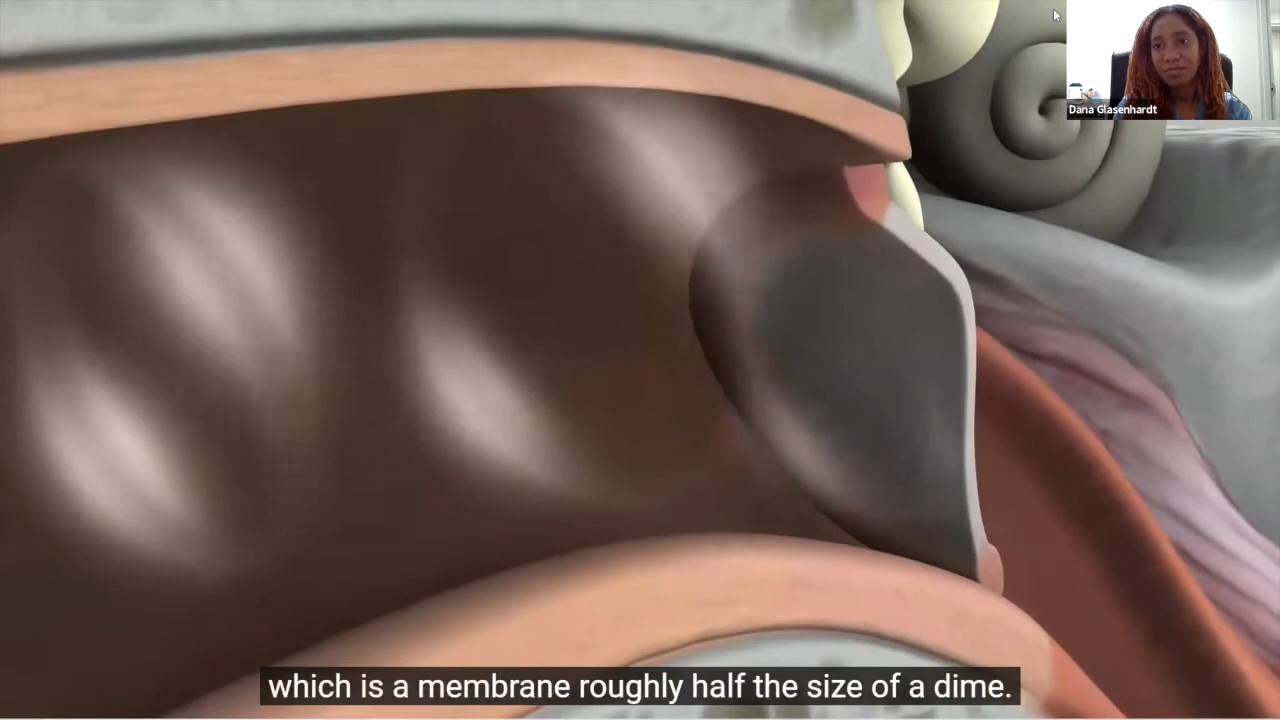 Dana Glasenhardt
which is a membrane roughly half the size of a dime.